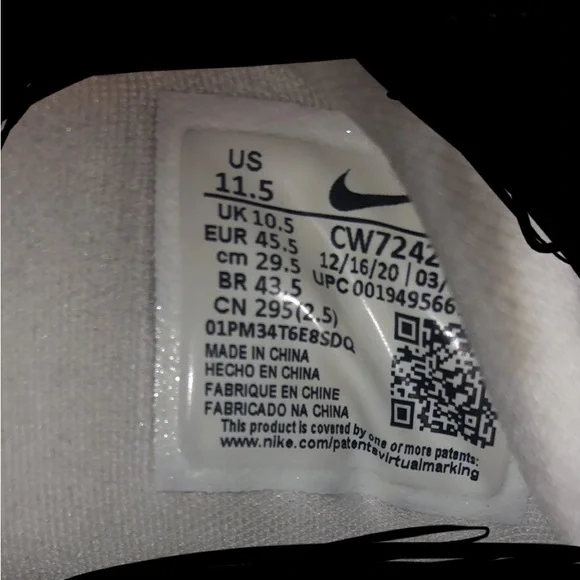 US
11.5
UK 10.5
EUR 45.5
cm 29.5
BR 43.5
CN 295(2.5)
CW7242
12/16/20 | 03/
UPC 001949566
01PM34T6E8SDQ
MADE IN CHINA
HECHO EN CHINA
FABRIQUE EN CHINE
FABRICADO NA CHINA
This product is covered by one or more patents:
www.nike.com/patentsvirtualmarking